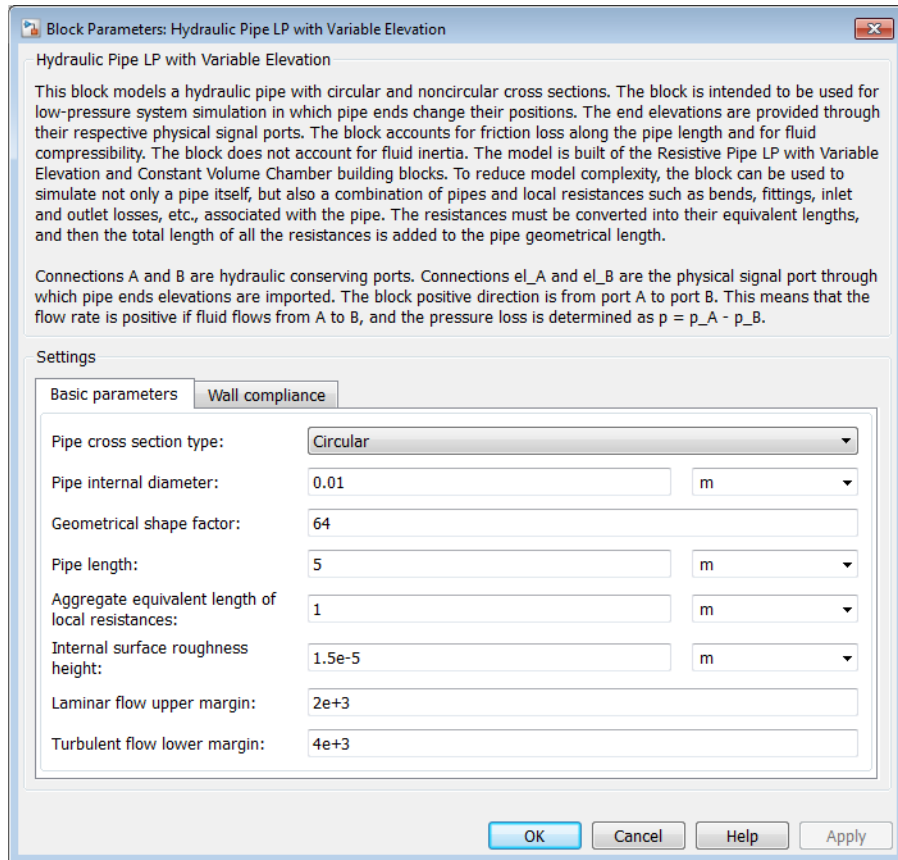 Block Parameters: Hydraulic Pipe LP with Variable Elevation
Hydraulic Pipe LP with Variable Elevation
This block models a hydraulic pipe with circular and noncircular cross sections. The block is intended to be used for
low-pressure system simulation in which pipe ends change their positions. The end elevations are provided through
their respective physical signal ports. The block accounts for friction loss along the pipe length and for fluid
compressibility. The block does not account for fluid inertia. The model is built of the Resistive Pipe LP with Variable
Elevation and Constant Volume Chamber building blocks. To reduce model complexity, the block can be used to
simulate not only a pipe itself, but also a combination of pipes and local resistances such as bends, fittings, inlet
and outlet losses, etc., associated with the pipe. The resistances must be converted into their equivalent lengths,
and then the total length of all the resistances is added to the pipe geometrical length.
Connections A and B are hydraulic conserving ports. Connections el_A and el_B are the physical signal port through
which pipe ends elevations are imported. The block positive direction is from port A to port B. This means that the
flow rate is positive if fluid flows from A to B, and the pressure loss is determined as p = p_A - p_B.
Settings
Basic parameters Wall compliance
Pipe cross section type: Circular
Pipe internal diameter: 0.01 m
Geometrical shape factor: 64
Pipe length: 5 m
Aggregate equivalent length of
local resistances: 1 m
Internal surface roughness
height: 1.5e-5 m
Laminar flow upper margin: 2e+3
Turbulent flow lower margin: 4e+3
OK Cancel Help Apply